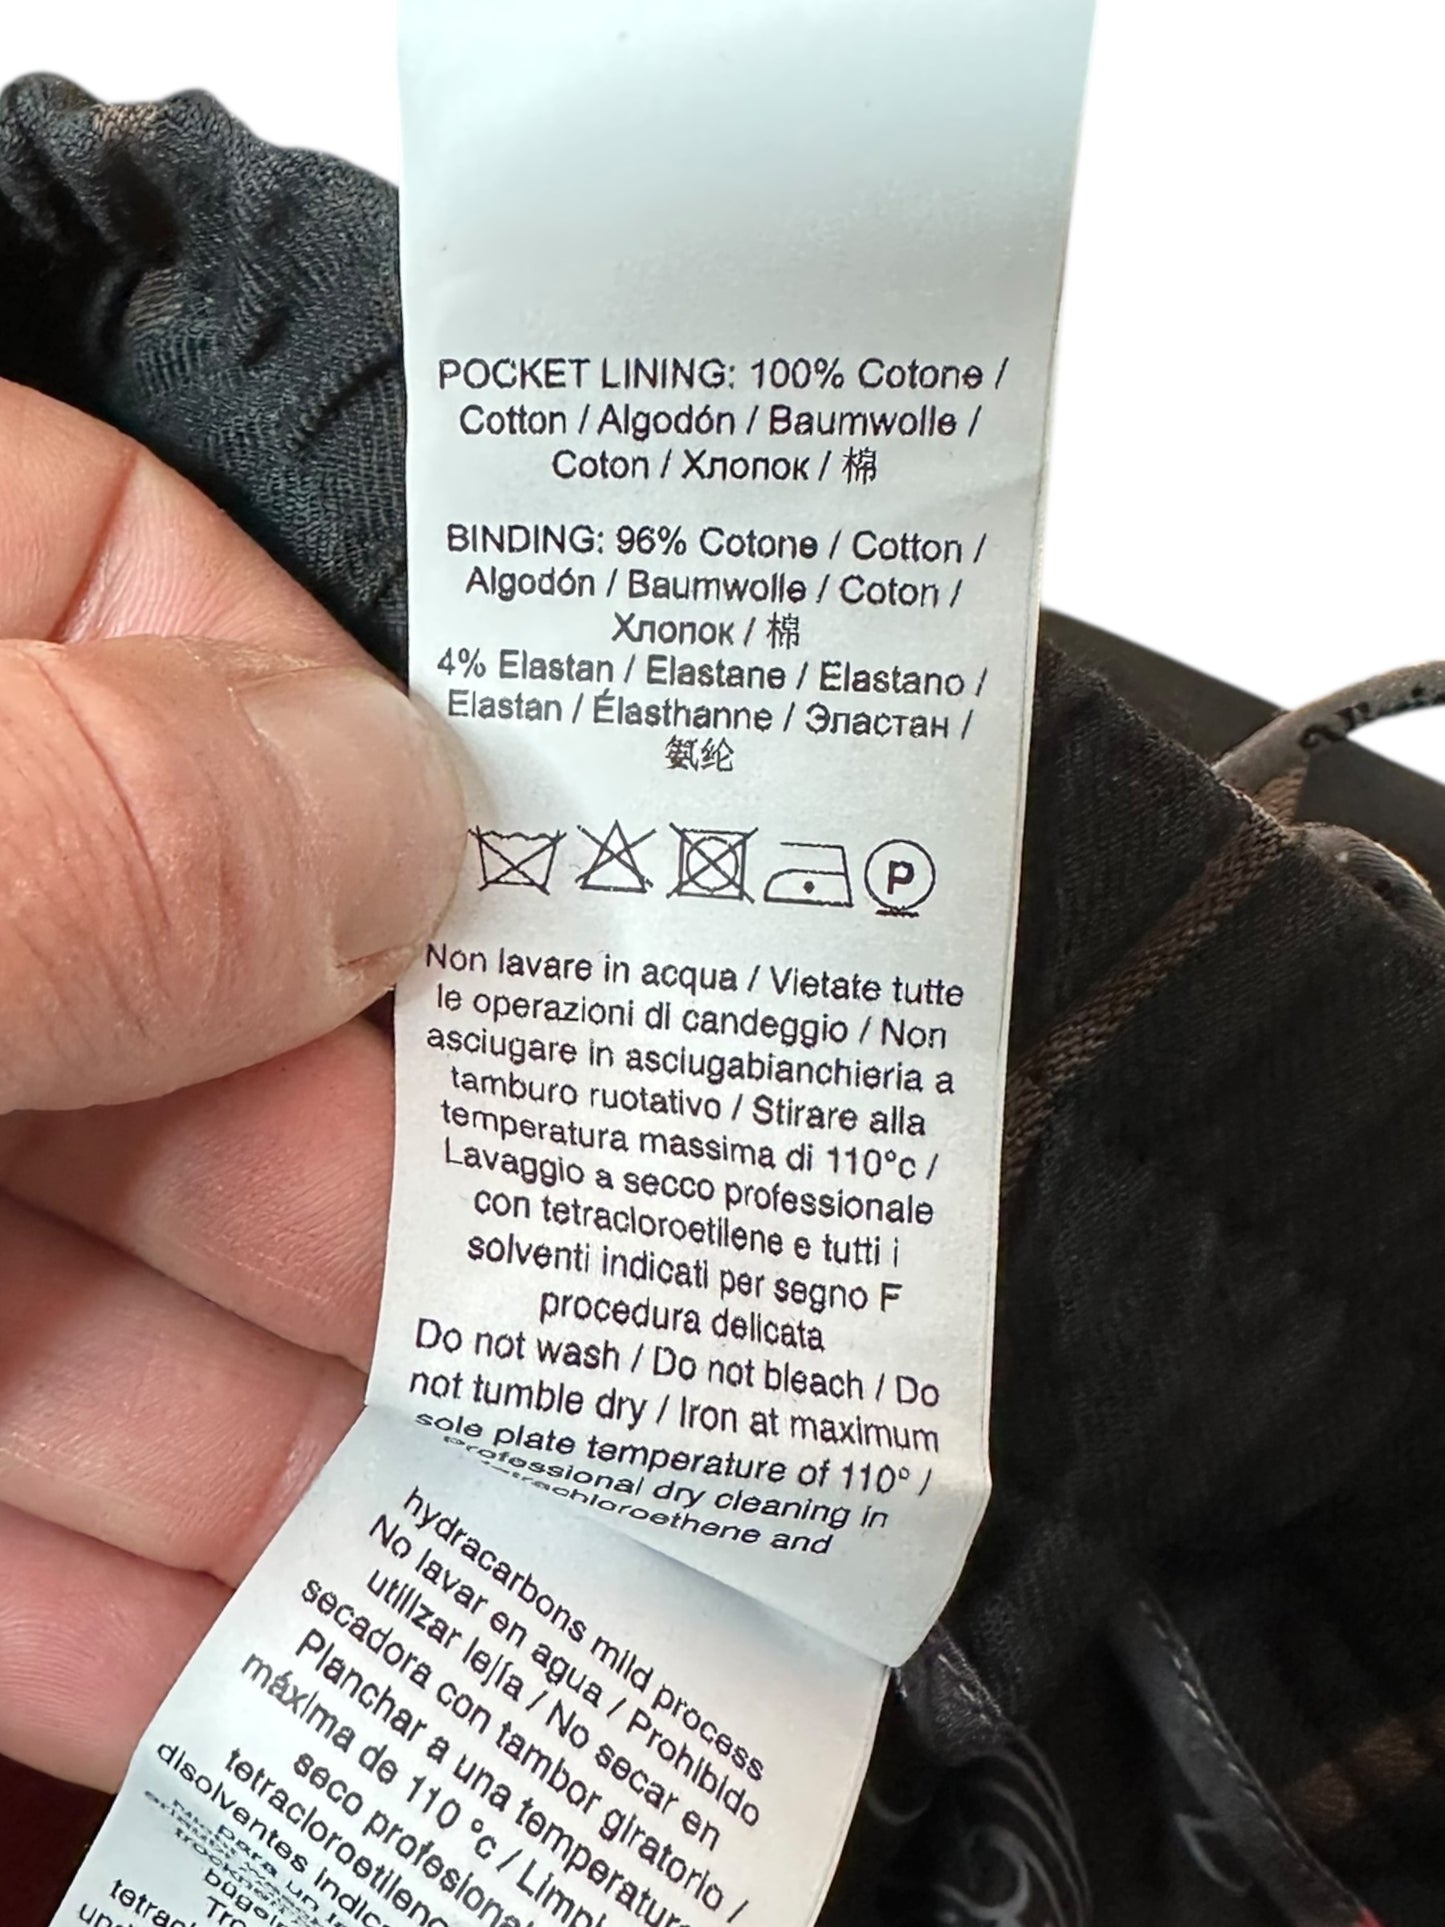 POCKET LINING: 100% Cotone /
Cotton / Algodón / Baumwolle /
Coton / Хлопок / 棉
BINDING: 96% Cotone / Cotton /
Algodón / Baumwolle / Coton /
Хлопок / 棉
4% Elastan / Elastane / Elastano /
Elastan / Élasthanne / Эластан /
氨纶
P
Non lavare in acqua / Vietate tutte
le operazioni di candeggio / Non
asciugare in asciugabianchieria a
tamburo ruotativo / Stirare alla
temperatura massima di 110°c /
Lavaggio a secco professionale
con tetracloroetilene e tutti i
solventi indicati per segno F
procedura delicata
Do not wash / Do not bleach / Do
not tumble dry / Iron at maximum
sole plate temperature of 110° /
Professional dry cleaning in
tetrachloroethene and
hydracarbons mild process
No lavar en agua / Prohibido
utilizar lejía / No secar en
secadora con tambor giratorio /
Planchar a una temperatura
máxima de 110 °c /
seco
tetracloroetileno
disolventes
para un